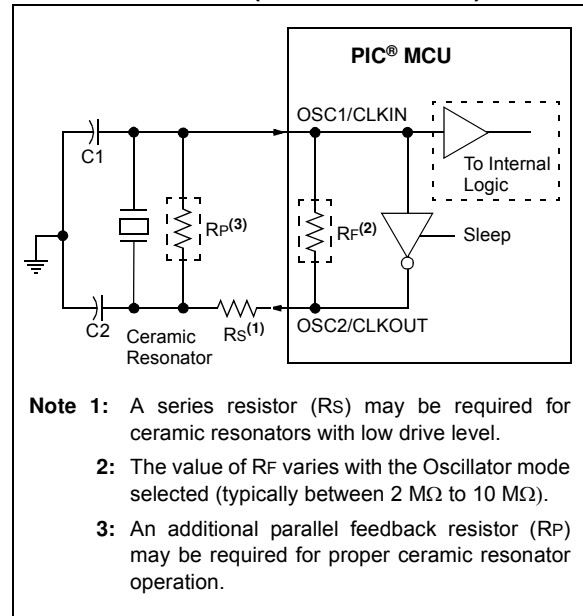 PIC® MCU
OSC1/CLKIN
C1
To Internal
Logic
RP(3)
RF(2)
Sleep
C2
Ceramic
Resonator
RS(1)
OSC2/CLKOUT
Note 1: A series resistor (RS) may be required for
ceramic resonators with low drive level.
2: The value of RF varies with the Oscillator mode
selected (typically between 2 MΩ to 10 MΩ).
3: An additional parallel feedback resistor (RP)
may be required for proper ceramic resonator
operation.